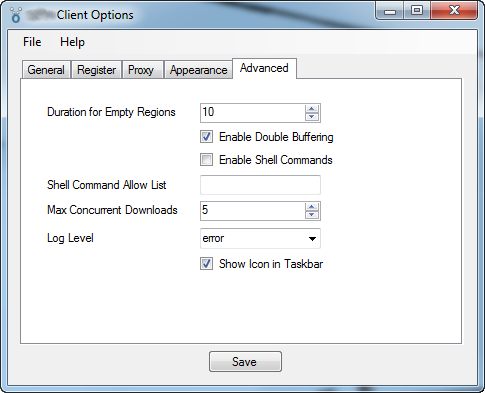 Client Options
File Help
General Register Proxy Appearance Advanced
Duration for Empty Regions 10
Enable Double Buffering
Enable Shell Commands
Shell Command Allow List
Max Concurrent Downloads 5
Log Level error
Show Icon in Taskbar
Save